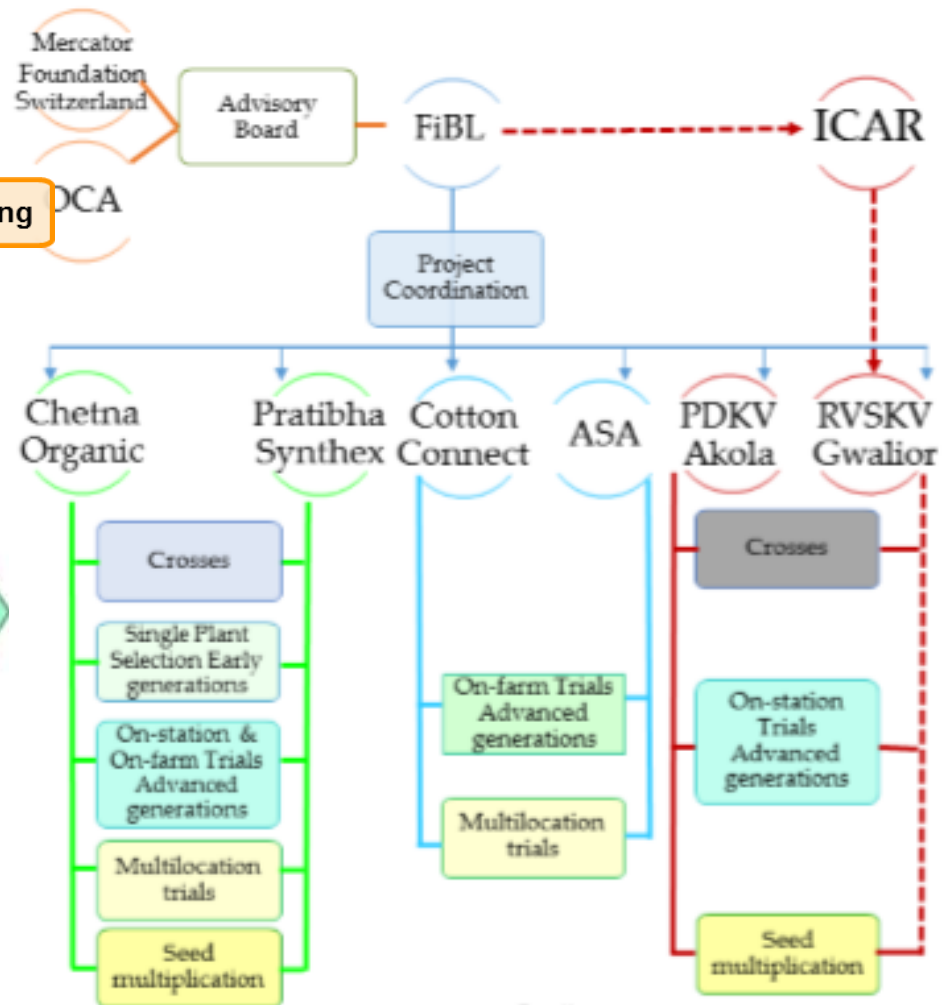 Mercator
Foundation
Switzerland
Advisory
Board
FiBL
ICAR
ng
OCA
Project
Coordination
Chetna
Organic
Pratibha
Synthex
Cotton
Connect
ASA
PDKV
Akola
RVSKV
Gwalior
Crosses
Single Plant
Selection Early
generations
On-station &
On-farm Trials
Advanced
generations
Multilocation
trials
Seed
multiplication
On-farm Trials
Advanced
generations
Multilocation
trials
Crosses
On-station
Trials
Advanced
generations
Seed
multiplication